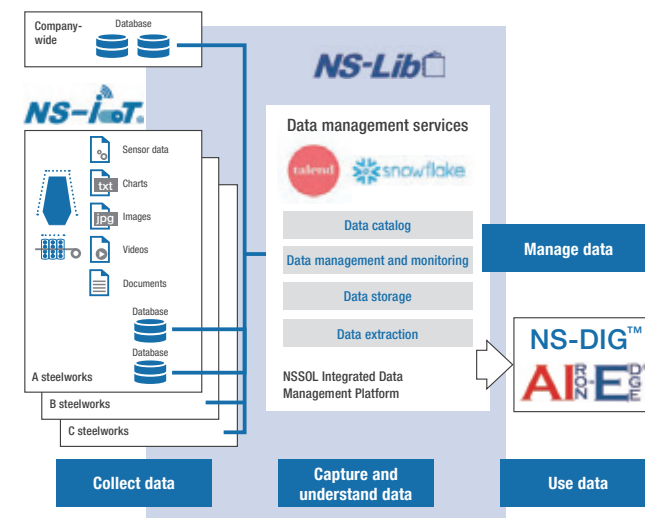 Company-
wide
Database
NS-Lib
NS-IoT
Data management services
talend
snowflake
Sensor data
txt
Charts
jpg
Images
Videos
Documents
Database
Database
A steelworks
B steelworks
C steelworks
Data catalog
Data management and monitoring
Data storage
Data extraction
NSSOL Integrated Data
Management Platform
Manage data
NS-DIG™
AIRON-EDGE
Collect data
Capture and
understand data
Use data